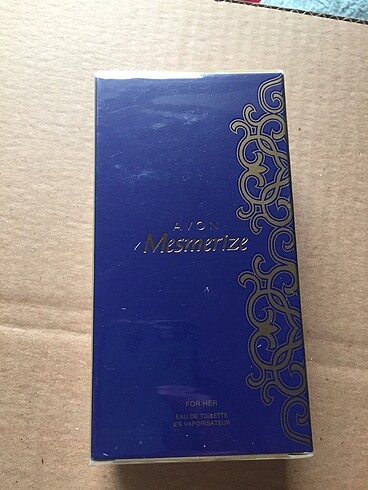 AVON
Mesmerize
FOR HER
EAU DE TOILETTE
EN VAPORISATEUR